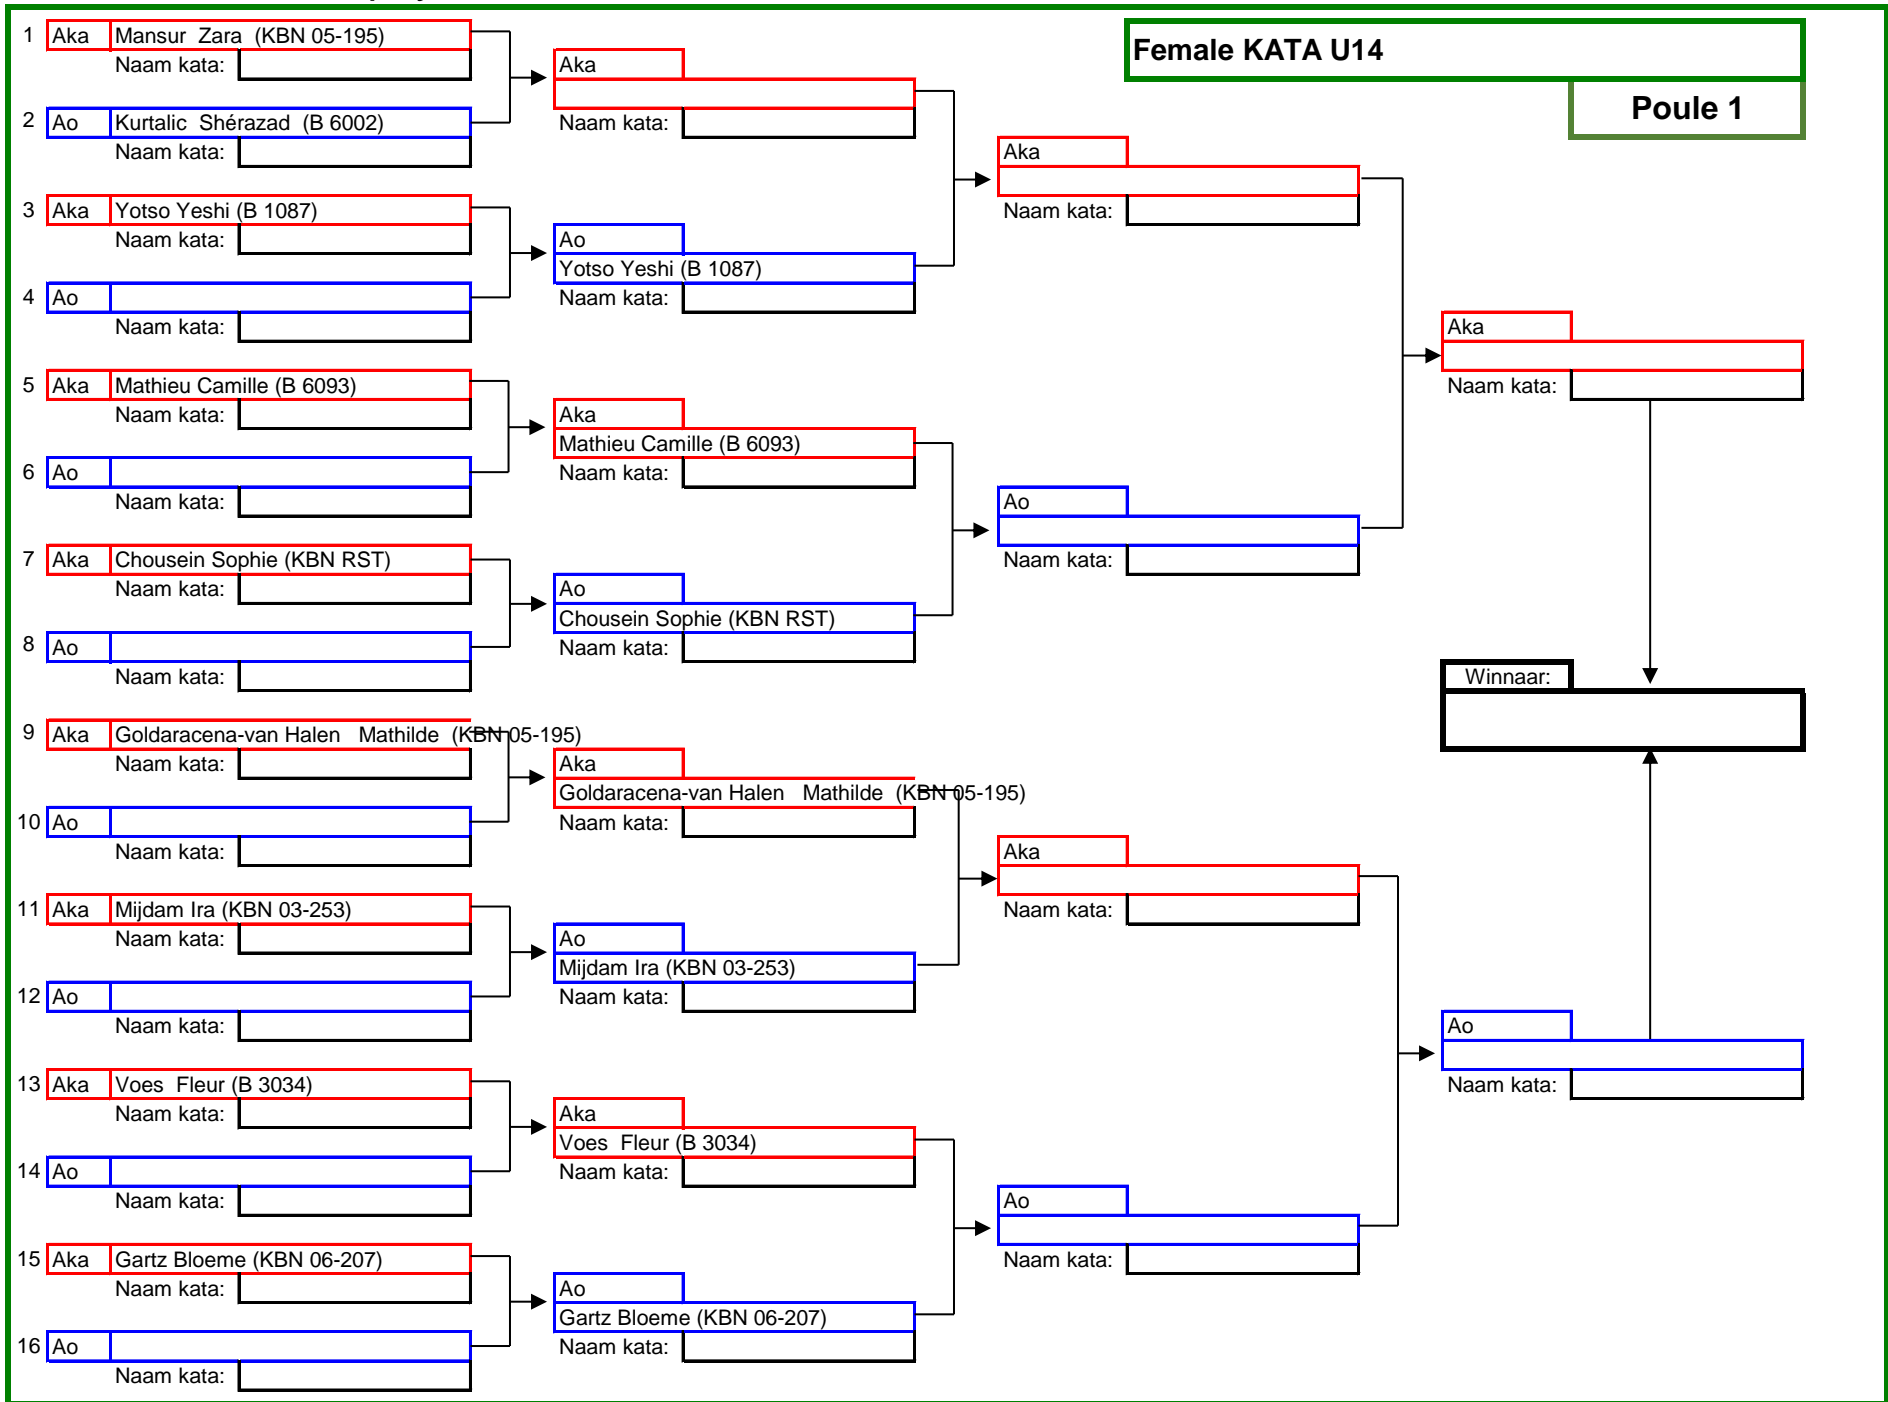 Female KATA U14
Poule 1
1 Aka Mansur Zara (KBN 05-195)
Naam kata:
2 Ao Kurtalic Shérazad (B 6002)
Naam kata:
3 Aka Yotso Yeshi (B 1087)
Naam kata:
4 Ao
Naam kata:
5 Aka Mathieu Camille (B 6093)
Naam kata:
6 Ao
Naam kata:
7 Aka Chousein Sophie (KBN RST)
Naam kata:
8 Ao
Naam kata:
9 Aka Goldaracena-van Halen Mathilde (KBN 05-195)
Naam kata:
10 Ao
Naam kata:
11 Aka Mijdam Ira (KBN 03-253)
Naam kata:
12 Ao
Naam kata:
13 Aka Voes Fleur (B 3034)
Naam kata:
14 Ao
Naam kata:
15 Aka Gartz Bloeme (KBN 06-207)
Naam kata:
16 Ao
Naam kata:
Aka
Naam kata:
Ao
Yotso Yeshi (B 1087)
Naam kata:
Aka
Mathieu Camille (B 6093)
Naam kata:
Ao
Chousein Sophie (KBN RST)
Naam kata:
Aka
Goldaracena-van Halen Mathilde (KBN 05-195)
Naam kata:
Ao
Mijdam Ira (KBN 03-253)
Naam kata:
Aka
Voes Fleur (B 3034)
Naam kata:
Ao
Gartz Bloeme (KBN 06-207)
Naam kata:
Aka
Naam kata:
Ao
Naam kata:
Aka
Naam kata:
Ao
Naam kata:
Aka
Naam kata:
Winnaar:
Ao
Naam kata: